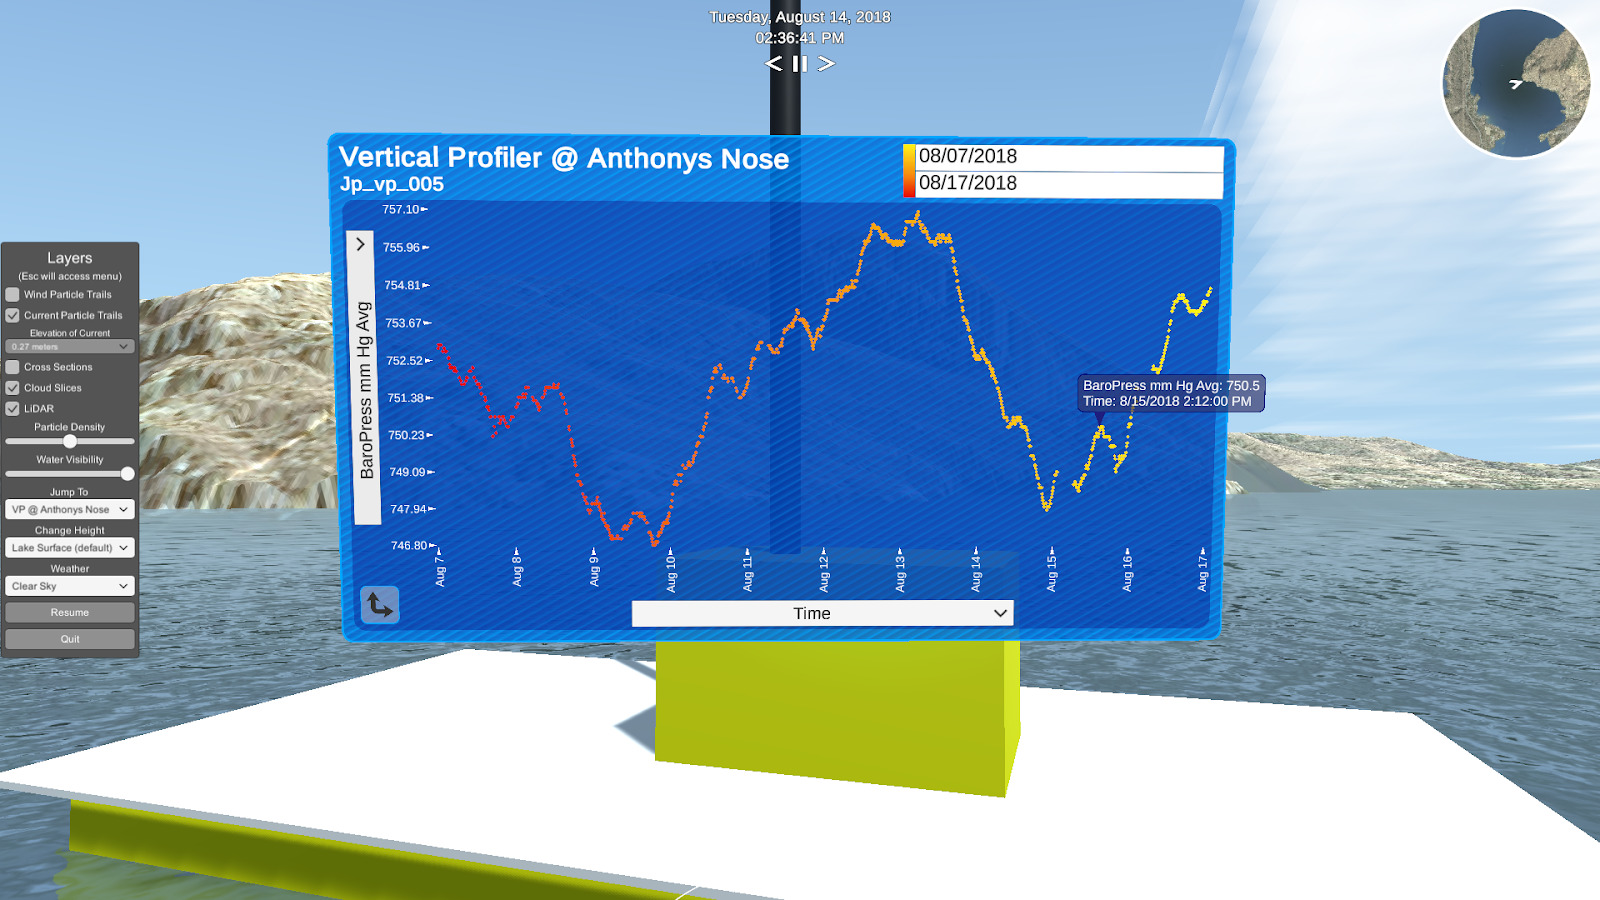 Tuesday, August 14, 2018
02:36:41 PM
Vertical Profiler @ Anthonys Nose
Jp_vp_005
08/07/2018
08/17/2018
757.10
755.96
754.81
753.67
752.52
751.38
750.23
749.09
747.94
746.80
BaroPress mm Hg Avg
BaroPress mm Hg Avg: 750.5
Time: 8/15/2018 2:12:00 PM
Aug 7
Aug 8
Aug 9
Aug 10
Aug 11
Aug 12
Aug 13
Aug 14
Aug 15
Aug 16
Aug 17
Time
Layers
(Esc will access menu)
Wind Particle Trails
Current Particle Trails
Elevation of Current
0.27 meters
Cross Sections
Cloud Slices
LiDAR
Particle Density
Water Visibility
Jump To
VP @ Anthonys Nose
Change Height
Lake Surface (default)
Weather
Clear Sky
Resume
Quit